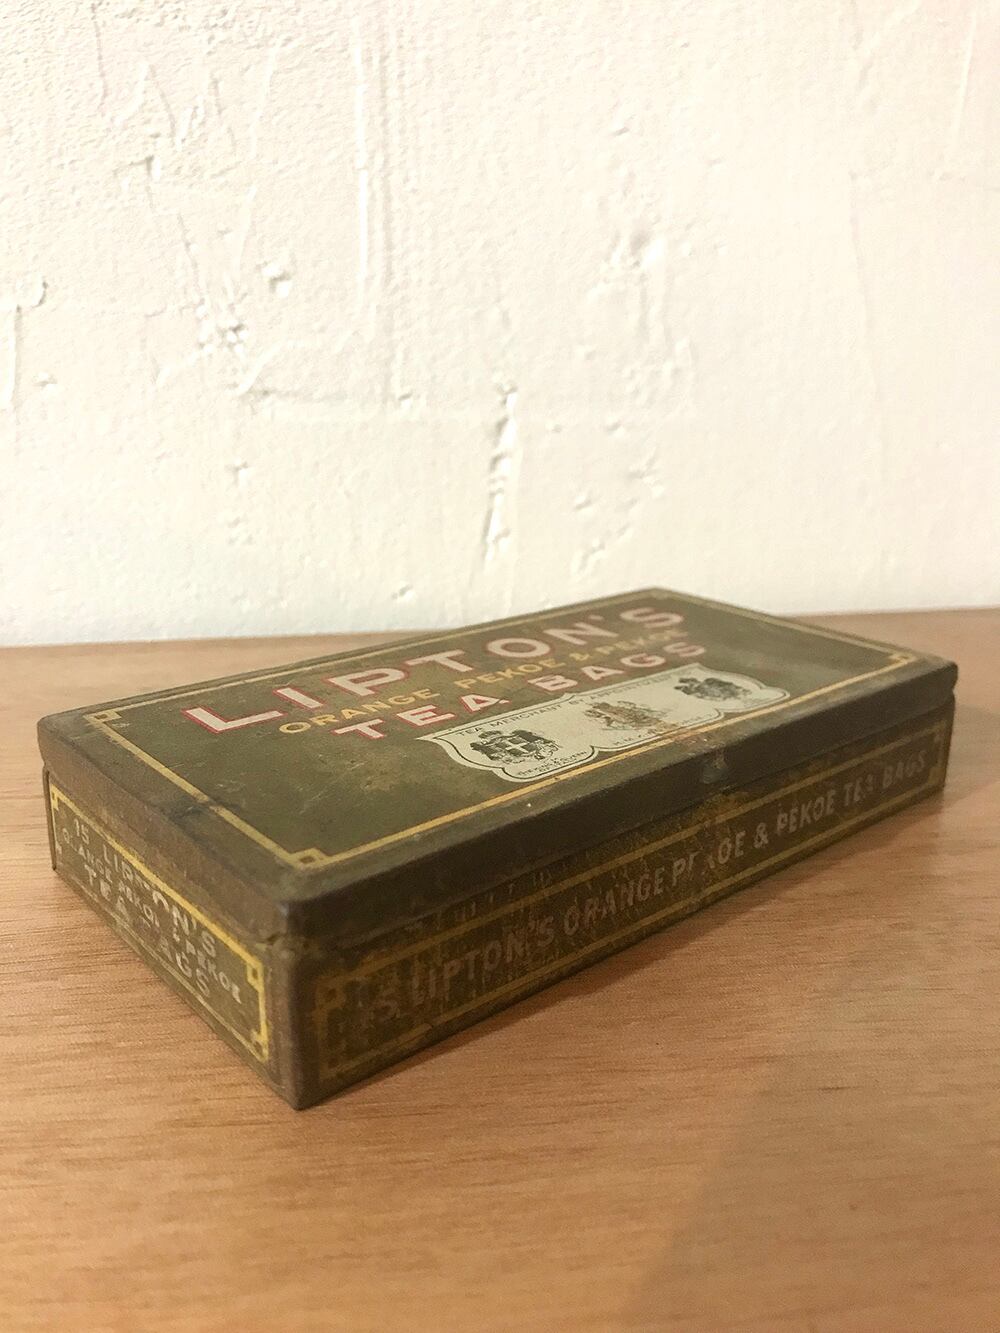 LIPTON'S
ORANGE PEKOE & PEKOE
TEA BAGS
TEA MERCHANT BY APPOINTMENT
15 LIPTON'S
ORANGE PEKOE & PEKOE
TEA BAGS
15 LIPTON'S ORANGE PEKOE & PEKOE TEA BAGS